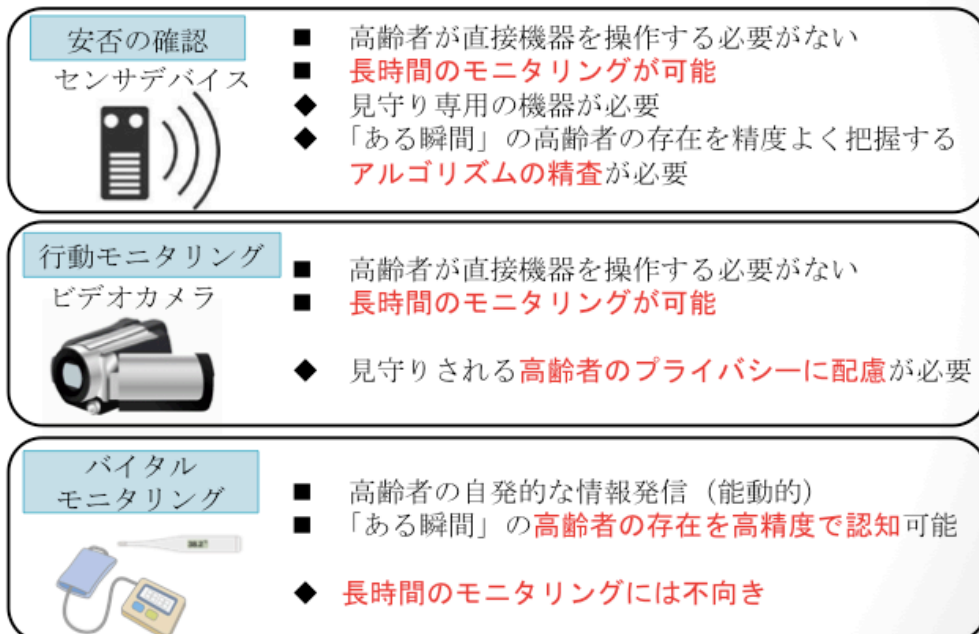 安否の確認
センサデバイス
■ 高齢者が直接機器を操作する必要がない
■ 長時間のモニタリングが可能
◆ 見守り専用の機器が必要
◆ 「ある瞬間」の高齢者の存在を精度よく把握する
アルゴリズムの精査が必要
行動モニタリング
ビデオカメラ
■ 高齢者が直接機器を操作する必要がない
■ 長時間のモニタリングが可能
◆ 見守りされる高齢者のプライバシーに配慮が必要
バイタル
モニタリング
■ 高齢者の自発的な情報発信（能動的）
■ 「ある瞬間」の高齢者の存在を高精度で認知可能
◆ 長時間のモニタリングには不向き